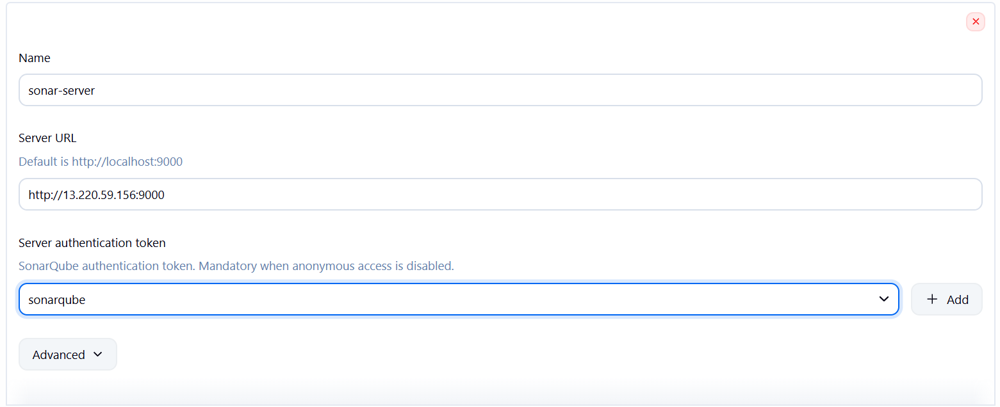 Name
sonar-server
Server URL
Default is http://localhost:9000
http://13.220.59.156:9000
Server authentication token
SonarQube authentication token. Mandatory when anonymous access is disabled.
sonarqube
+ Add
Advanced